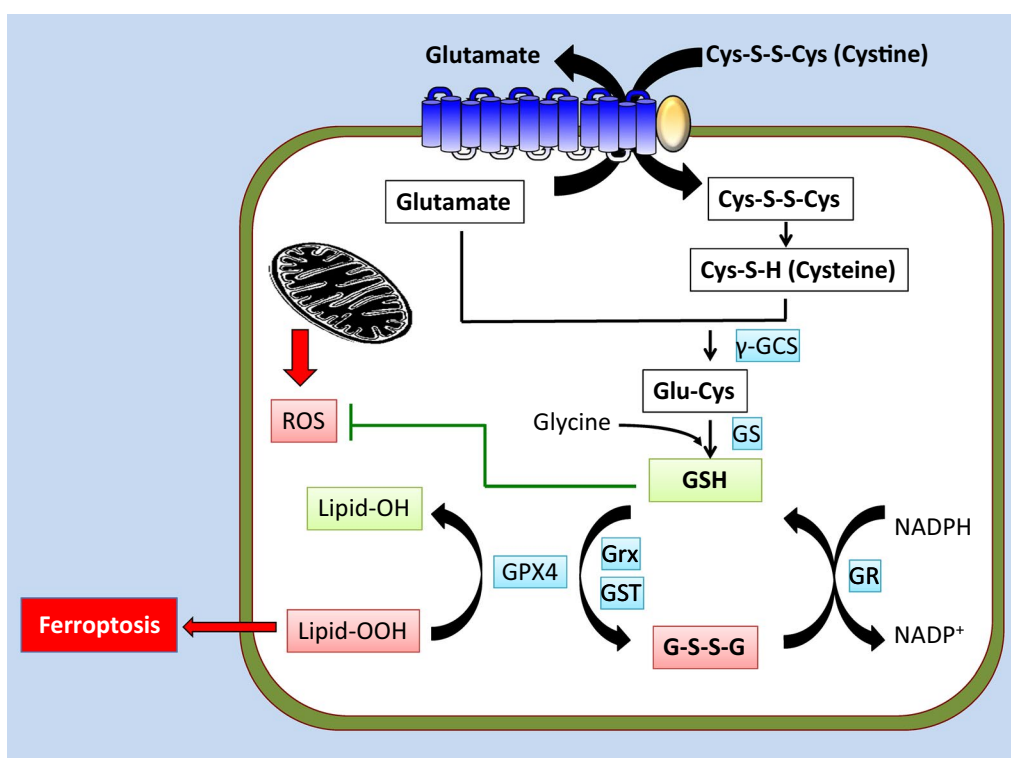 Glutamate
Cys-S-S-Cys (Cystine)
Glutamate
Cys-S-S-Cys
Cys-S-H (Cysteine)
γ-GCS
Glu-Cys
ROS
Glycine
GS
GSH
Lipid-OH
NADPH
Grx
GPX4
GR
GST
Ferroptosis
Lipid-OOH
G-S-S-G
NADP⁺